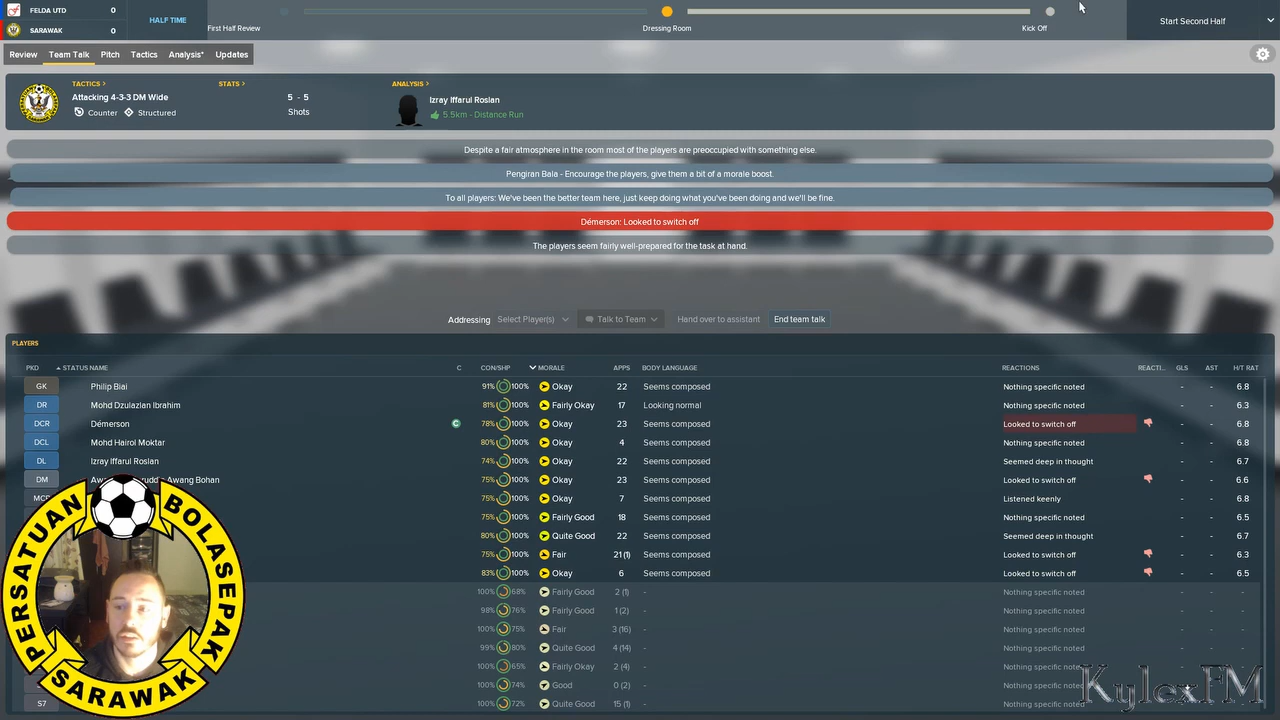 FELDA UTD 0
SARAWAK 0
HALF TIME
First Half Review
Dressing Room
Kick Off
Start Second Half
Review Team Talk Pitch Tactics Analysis* Updates
TACTICS > STATS > ANALYSIS >
Attacking 4-3-3 DM Wide 5 - 5 Izray Iffarul Roslan
Counter Structured Shots 5.5km - Distance Run
Despite a fair atmosphere in the room most of the players are preoccupied with something else.
Pengiran Bala - Encourage the players, give them a bit of a morale boost.
To all players: We've been the better team here, just keep doing what you've been doing and we'll be fine.
Démerson: Looked to switch off
The players seem fairly well-prepared for the task at hand.
Addressing Select Player(s) Talk to Team Hand over to assistant End team talk
PLAYERS
PKD STATUS NAME C CON/SHP MORALE APPS BODY LANGUAGE REACTIONS REACTI... GLS AST H/T RAT
GK Philip Biai 91% 100% Okay 22 Seems composed Nothing specific noted - - 6.8
DR Mohd Dzulazlan Ibrahim 81% 100% Fairly Okay 17 Looking normal Nothing specific noted - - 6.3
DCR Démerson C 78% 100% Okay 23 Seems composed Looked to switch off - - 6.8
DCL Mohd Hairol Moktar 80% 100% Okay 4 Seems composed Nothing specific noted - - 6.8
DL Izray Iffarul Roslan 74% 100% Okay 22 Seems composed Seemed deep in thought - - 6.7
DM Awang Bohan 75% 100% Okay 23 Seems composed Looked to switch off - - 6.6
75% 100% Okay 7 Seems composed Listened keenly - - 6.8
75% 100% Fairly Good 18 Seems composed Nothing specific noted - - 6.5
80% 100% Quite Good 22 Seems composed Seemed deep in thought - - 6.7
75% 100% Fair 21 (1) Seems composed Looked to switch off - - 6.3
83% 100% Okay 6 Seems composed Looked to switch off - - 6.5
100% 68% Fairly Good 2 (1) - Nothing specific noted - - -
98% 76% Fairly Good 1 (2) - Nothing specific noted - - -
100% 75% Fair 3 (16) - Nothing specific noted - - -
99% 80% Quite Good 4 (14) - Nothing specific noted - - -
100% 65% Fairly Okay 2 (4) - Nothing specific noted
100% 74% Good 0 (2) - Nothing specific noted
S7 100% 72% Quite Good 15 (1) - Nothing specific noted
PERSATUAN BOLASEPAK
SARAWAK
KylexFM